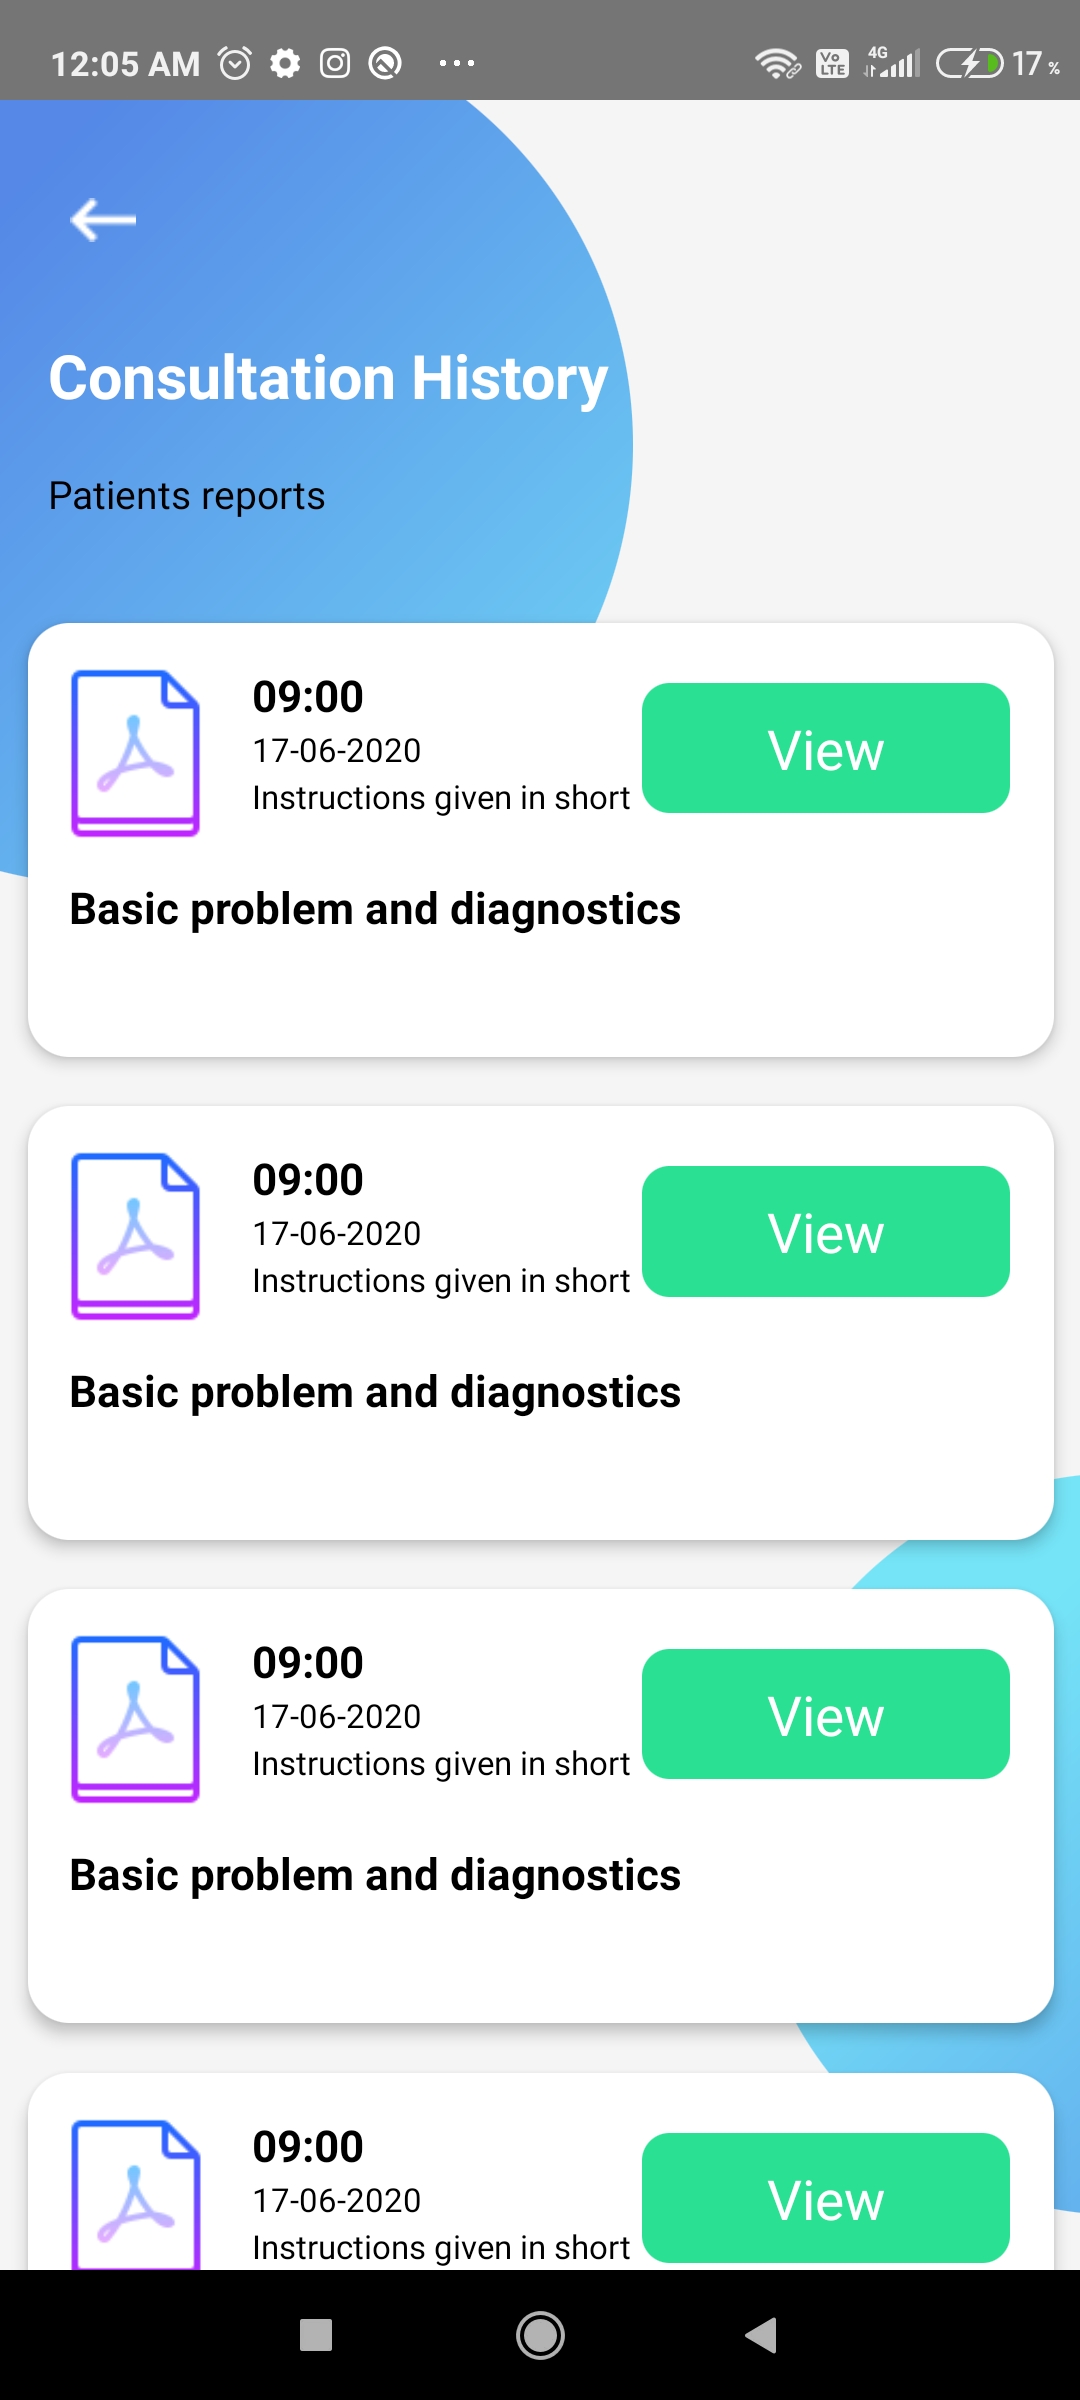 12:05 AM
Vo LTE 4G 17 %
Consultation History
Patients reports
09:00
17-06-2020
Instructions given in short
View
Basic problem and diagnostics
09:00
17-06-2020
Instructions given in short
View
Basic problem and diagnostics
09:00
17-06-2020
Instructions given in short
View
Basic problem and diagnostics
09:00
17-06-2020
Instructions given in short
View